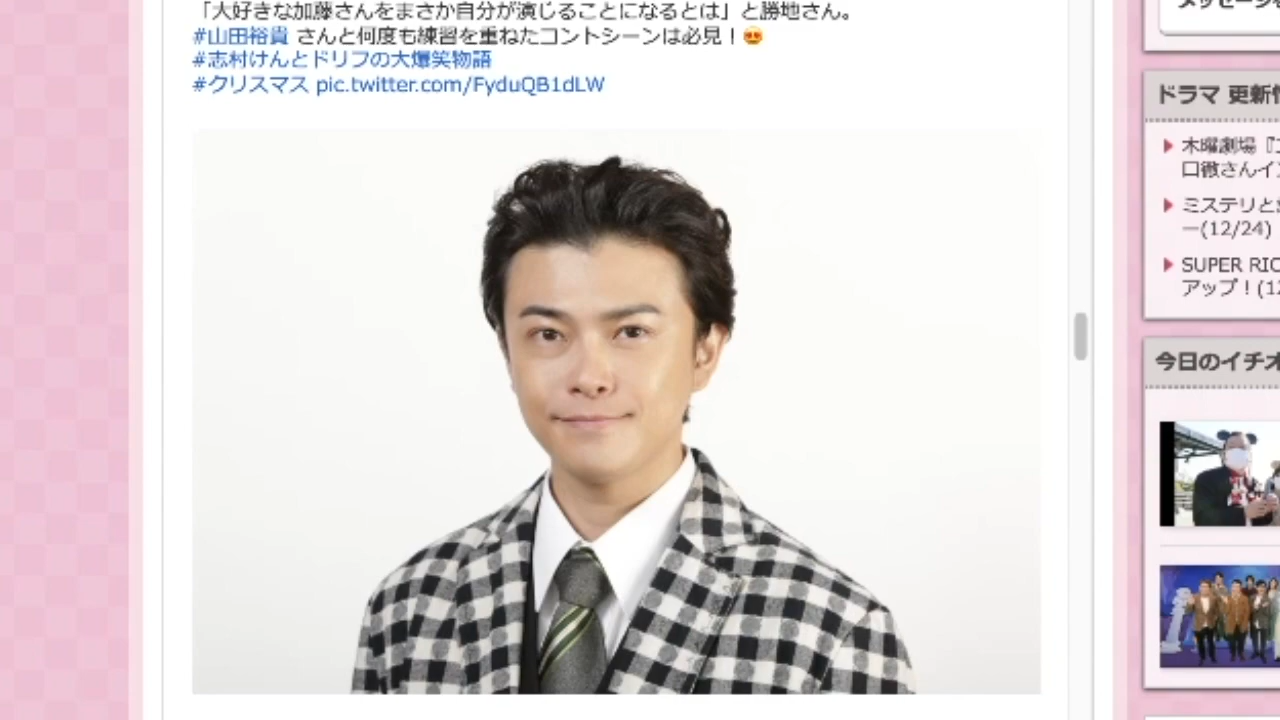 「大好きな加藤さんをまさか自分が演じることになるとは」と勝地さん。
#山田裕貴 さんと何度も練習を重ねたコントシーンは必見！😍
#志村けんとドリフの大爆笑物語
#クリスマス pic.twitter.com/FyduQB1dLW
ドラマ 更新情
木曜劇場『
口徹さんイ
ミステリと
ー(12/24)
SUPER RIC
アップ！(1
今日のイチオ